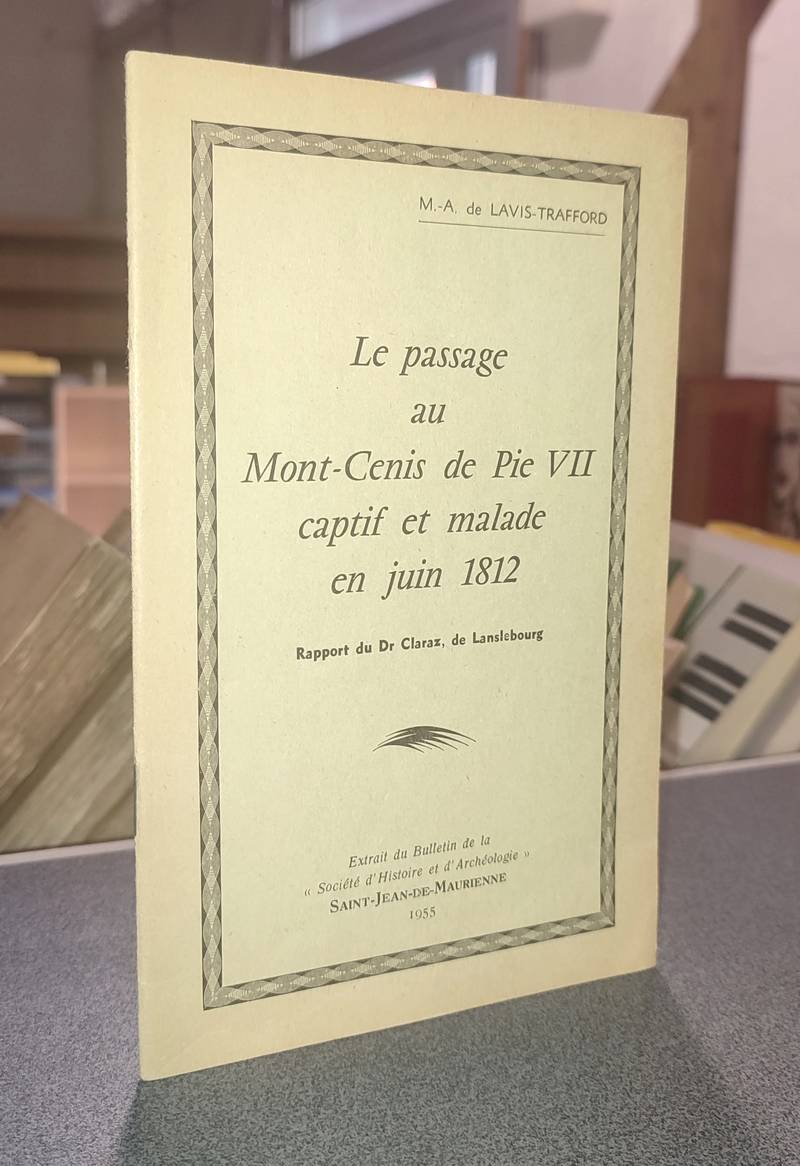 M.-A. de LAVIS-TRAFFORD
Le passage
au
Mont-Cenis de Pie VII
captif et malade
en juin 1812
Rapport du Dr Claraz, de Lanslebourg
Extrait du Bulletin de la
« Société d'Histoire et d'Archéologie »
SAINT-JEAN-DE-MAURIENNE
1955